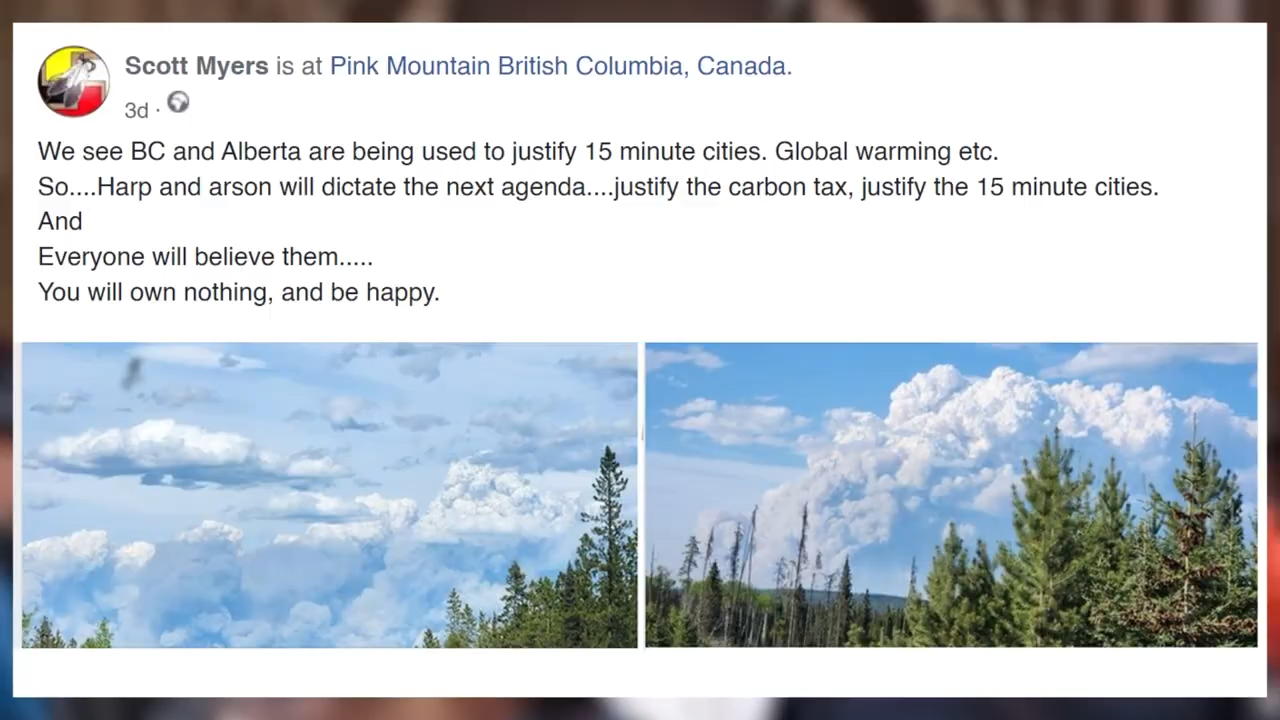 Scott Myers is at Pink Mountain British Columbia, Canada.
3d ·
We see BC and Alberta are being used to justify 15 minute cities. Global warming etc.
So....Harp and arson will dictate the next agenda....justify the carbon tax, justify the 15 minute cities.
And
Everyone will believe them.....
You will own nothing, and be happy.